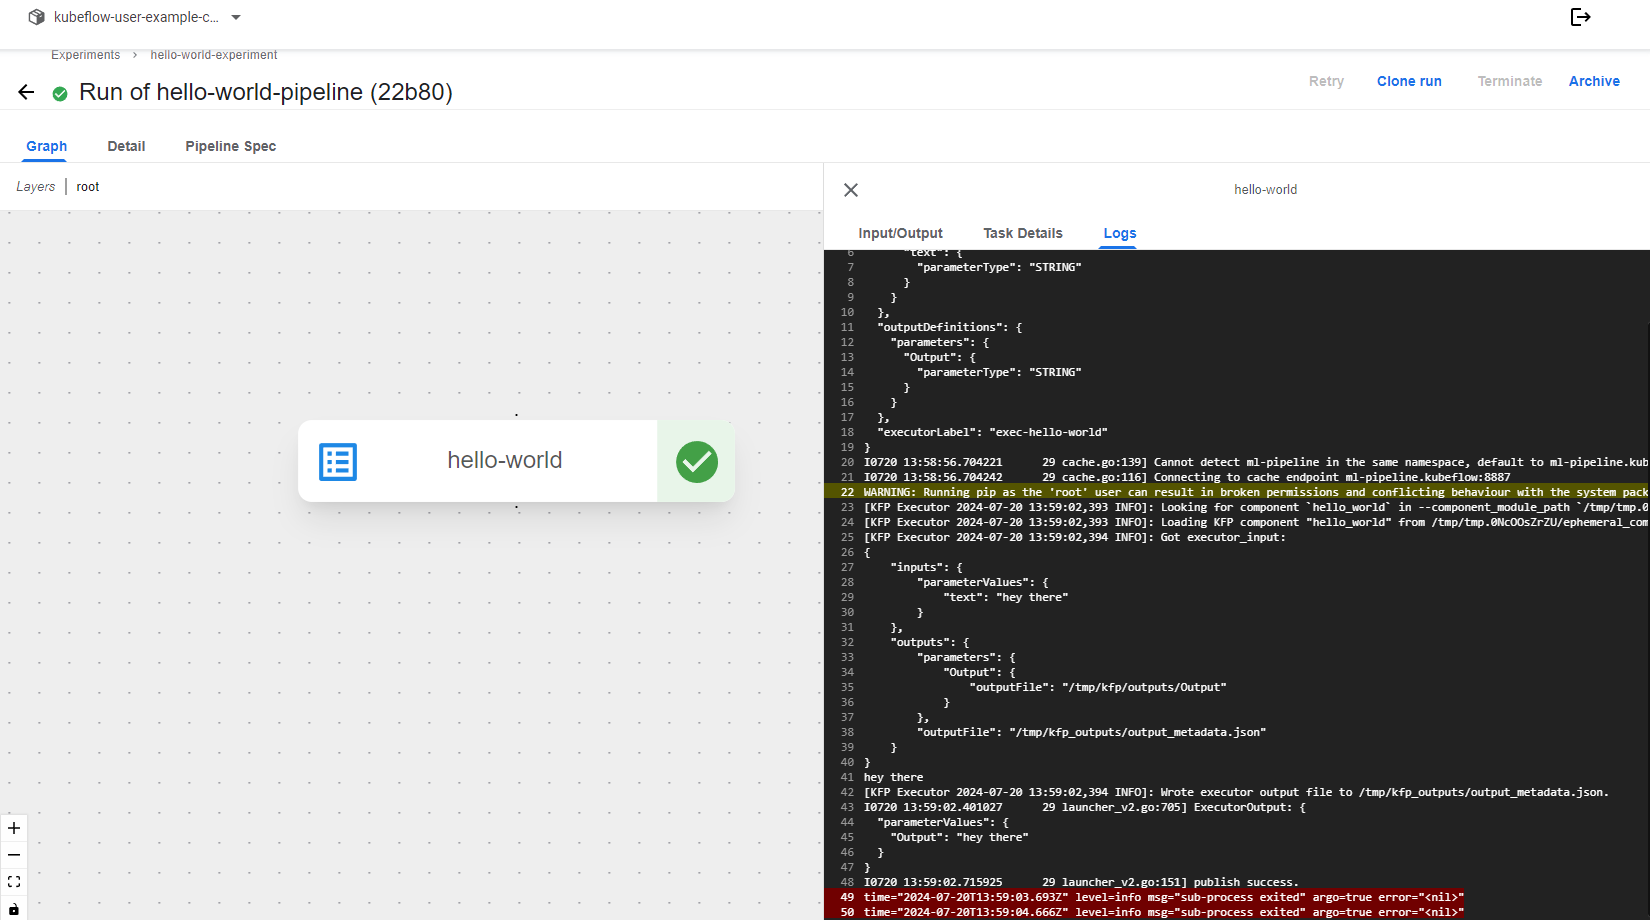 kubeflow-user-example-c...
Experiments > hello-world-experiment
Run of hello-world-pipeline (22b80)
Retry Clone run Terminate Archive
Graph Detail Pipeline Spec
Layers | root
hello-world
hello-world
Input/Output Task Details Logs
6 "text": {
7 "parameterType": "STRING"
8 }
9 }
10 },
11 "outputDefinitions": {
12 "parameters": {
13 "Output": {
14 "parameterType": "STRING"
15 }
16 }
17 },
18 "executorLabel": "exec-hello-world"
19 }
20 I0720 13:58:56.704221 29 cache.go:139] Cannot detect ml-pipeline in the same namespace, default to ml-pipeline.kub
21 I0720 13:58:56.704242 29 cache.go:116] Connecting to cache endpoint ml-pipeline.kubeflow:8887
22 WARNING: Running pip as the 'root' user can result in broken permissions and conflicting behaviour with the system pack
23 [KFP Executor 2024-07-20 13:59:02,393 INFO]: Looking for component `hello_world` in --component_module_path `/tmp/tmp.0
24 [KFP Executor 2024-07-20 13:59:02,393 INFO]: Loading KFP component "hello_world" from /tmp/tmp.0NcOOsZrZU/ephemeral_com
25 [KFP Executor 2024-07-20 13:59:02,394 INFO]: Got executor_input:
26 {
27 "inputs": {
28 "parameterValues": {
29 "text": "hey there"
30 }
31 },
32 "outputs": {
33 "parameters": {
34 "Output": {
35 "outputFile": "/tmp/kfp/outputs/Output"
36 }
37 },
38 "outputFile": "/tmp/kfp_outputs/output_metadata.json"
39 }
40 }
41 hey there
42 [KFP Executor 2024-07-20 13:59:02,394 INFO]: Wrote executor output file to /tmp/kfp_outputs/output_metadata.json.
43 I0720 13:59:02.401027 29 launcher_v2.go:705] ExecutorOutput: {
44 "parameterValues": {
45 "Output": "hey there"
46 }
47 }
48 I0720 13:59:02.715925 29 launcher_v2.go:151] publish success.
49 time="2024-07-20T13:59:03.693Z" level=info msg="sub-process exited" argo=true error="<nil>"
50 time="2024-07-20T13:59:04.666Z" level=info msg="sub-process exited" argo=true error="<nil>"